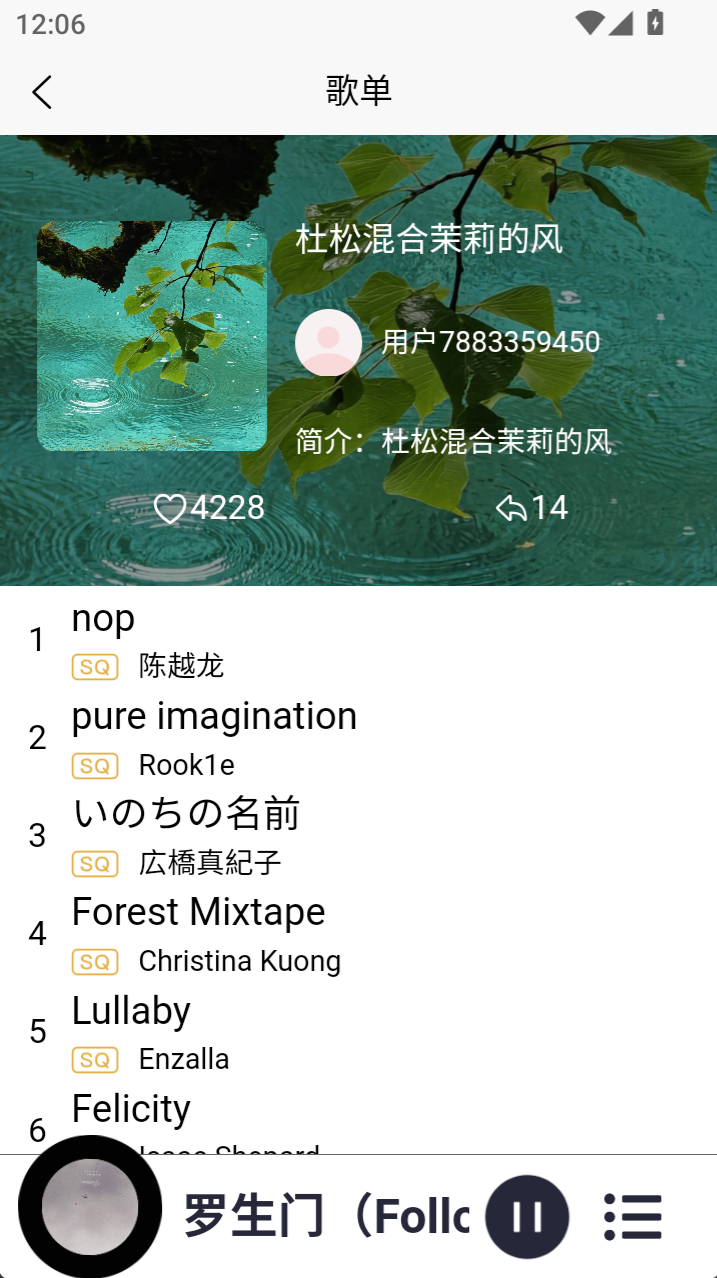 12:06
歌单
杜松混合茉莉的风
用户7883359450
简介：杜松混合茉莉的风
4228
14
1
nop
SQ 陈越龙
2
pure imagination
SQ Rook1e
3
いのちの名前
SQ 広橋真紀子
4
Forest Mixtape
SQ Christina Kuong
5
Lullaby
SQ Enzalla
6
Felicity
罗生门（Follo